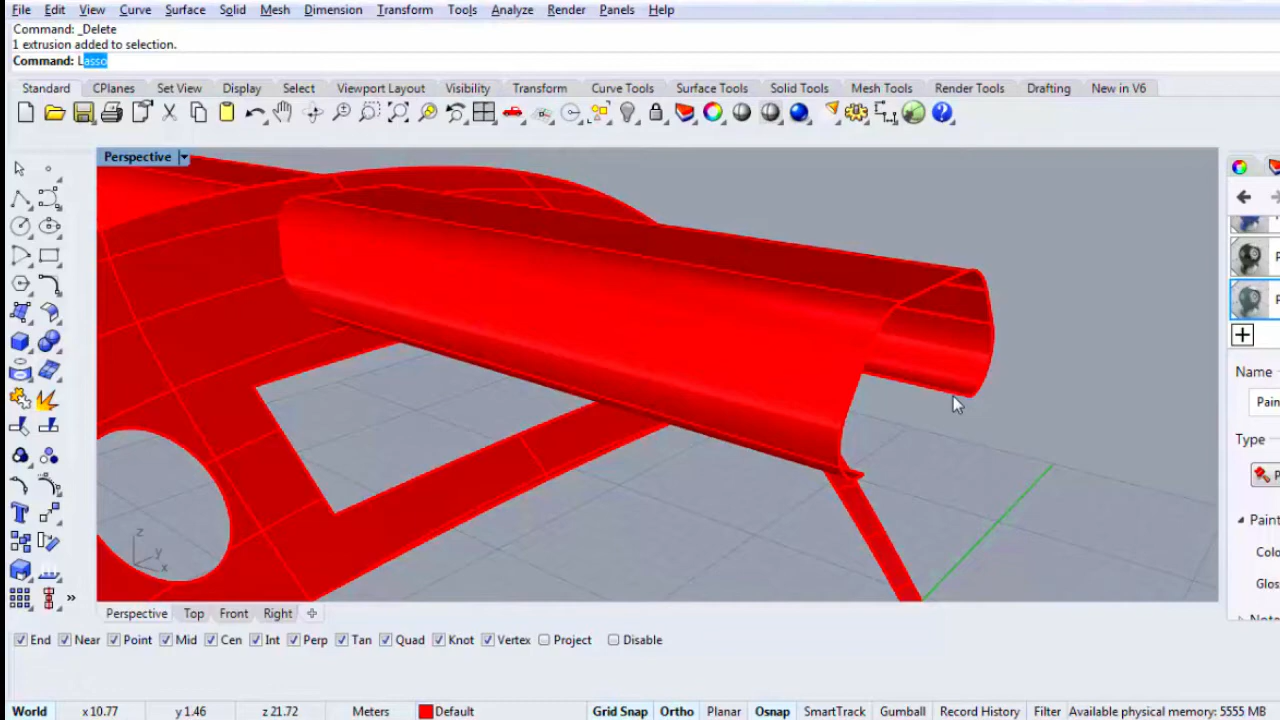 File Edit View Curve Surface Solid Mesh Dimension Transform Tools Analyze Render Panels Help
Command: _Delete
1 extrusion added to selection.
Command: Lasso
Standard CPlanes Set View Display Select Viewport Layout Visibility Transform Curve Tools Surface Tools Solid Tools Mesh Tools Render Tools Drafting New in V6
Perspective
P
P
Name
Pain
Type
P
Paint
Colo
Glos
z
y
x
Perspective Top Front Right
End Near Point Mid Cen Int Perp Tan Quad Knot Vertex Project Disable
World x 10.77 y 1.46 z 21.72 Meters Default Grid Snap Ortho Planar Osnap SmartTrack Gumball Record History Filter Available physical memory: 5555 MB